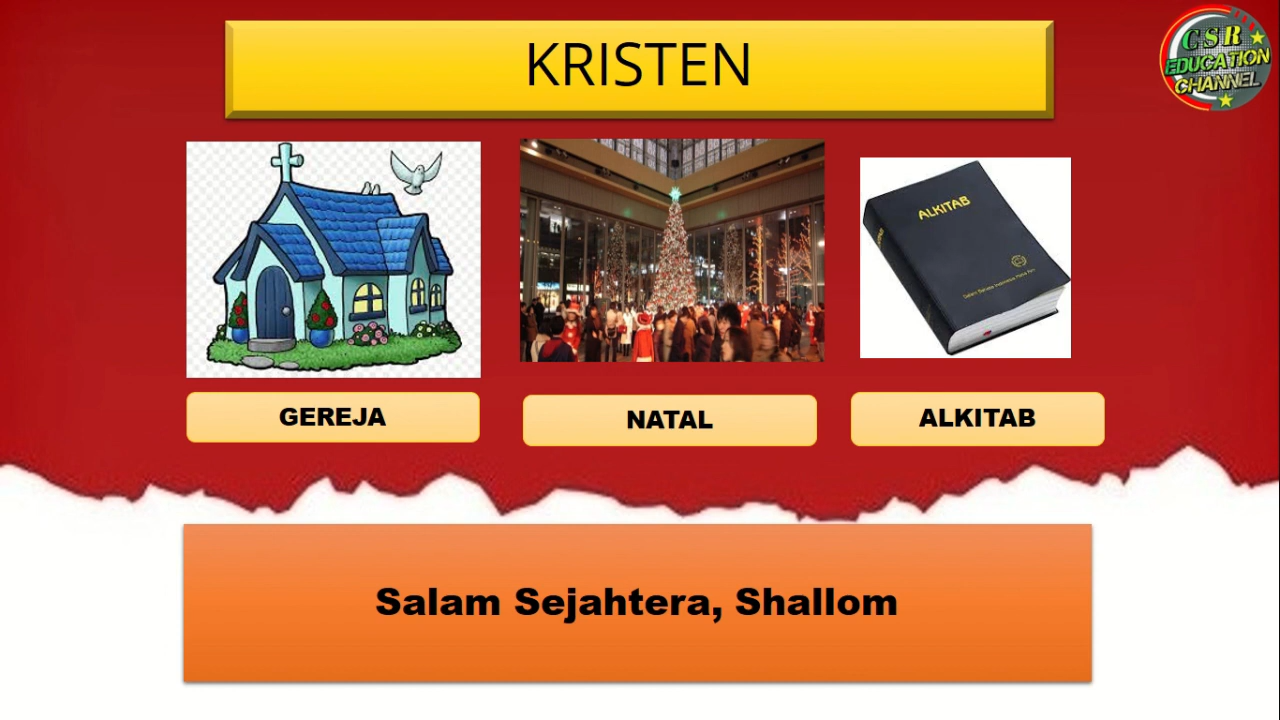 KRISTEN
CSR
EDUCATION
CHANNEL
ALKITAB
GEREJA
NATAL
ALKITAB
Salam Sejahtera, Shallom